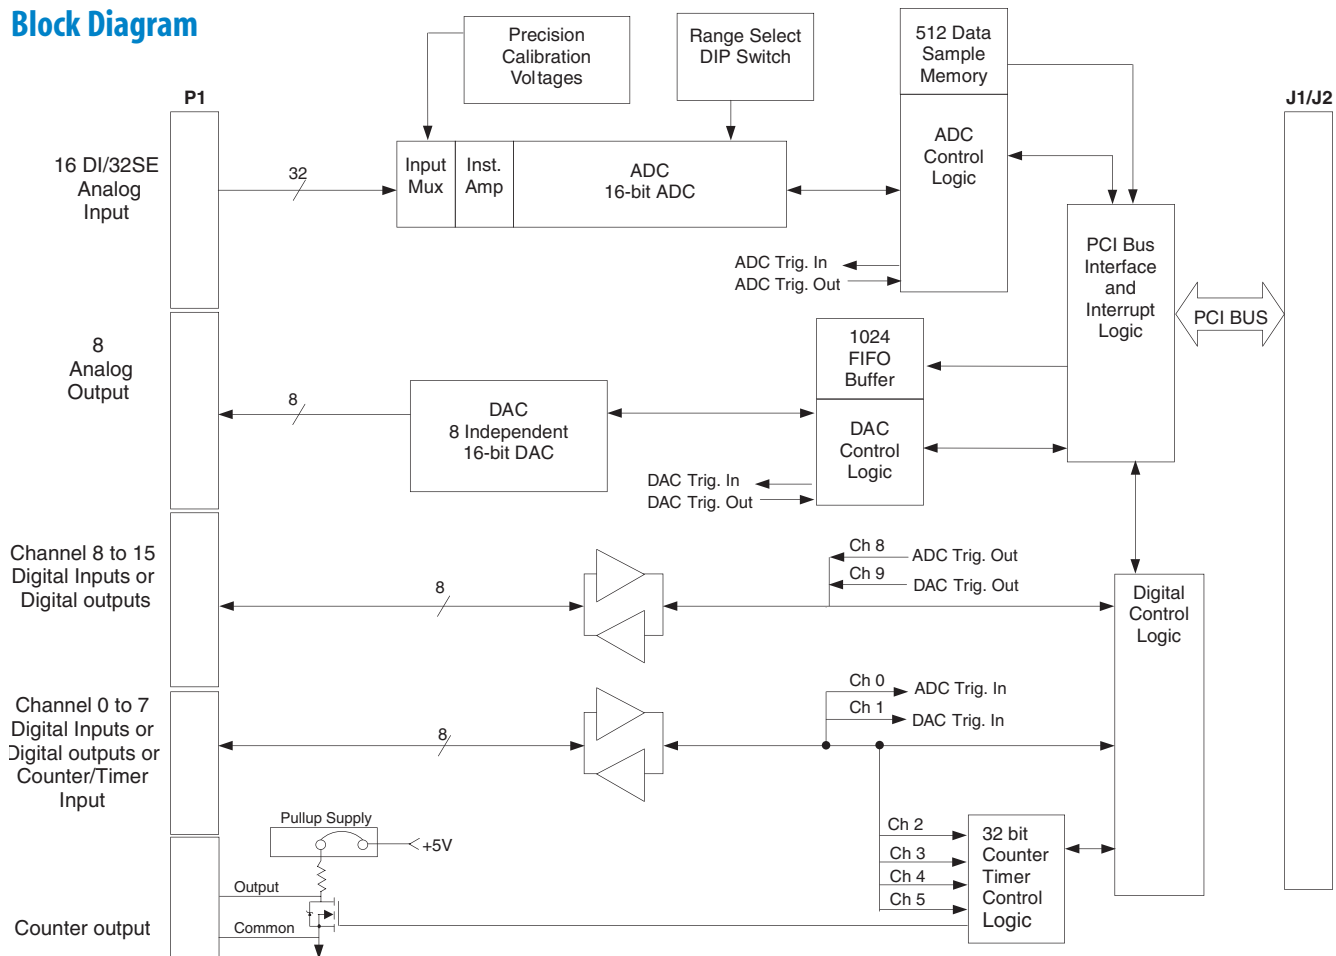 Block Diagram
P1
J1/J2
Precision
Calibration
Voltages
Range Select
DIP Switch
512 Data
Sample
Memory
ADC
Control
Logic
16 DI/32SE
Analog
Input
32
Input
Mux
Inst.
Amp
ADC
16-bit ADC
ADC Trig. In
ADC Trig. Out
PCI Bus
Interface
and
Interrupt
Logic
PCI BUS
8
Analog
Output
8
DAC
8 Independent
16-bit DAC
1024
FIFO
Buffer
DAC
Control
Logic
DAC Trig. In
DAC Trig. Out
Channel 8 to 15
Digital Inputs or
Digital outputs
8
Ch 8
ADC Trig. Out
Ch 9
DAC Trig. Out
Digital
Control
Logic
Channel 0 to 7
Digital Inputs or
Digital outputs or
Counter/Timer
Input
8
Ch 0
ADC Trig. In
Ch 1
DAC Trig. In
Pullup Supply
+5V
Ch 2
Ch 3
Ch 4
Ch 5
32 bit
Counter
Timer
Control
Logic
Output
Counter output
Common